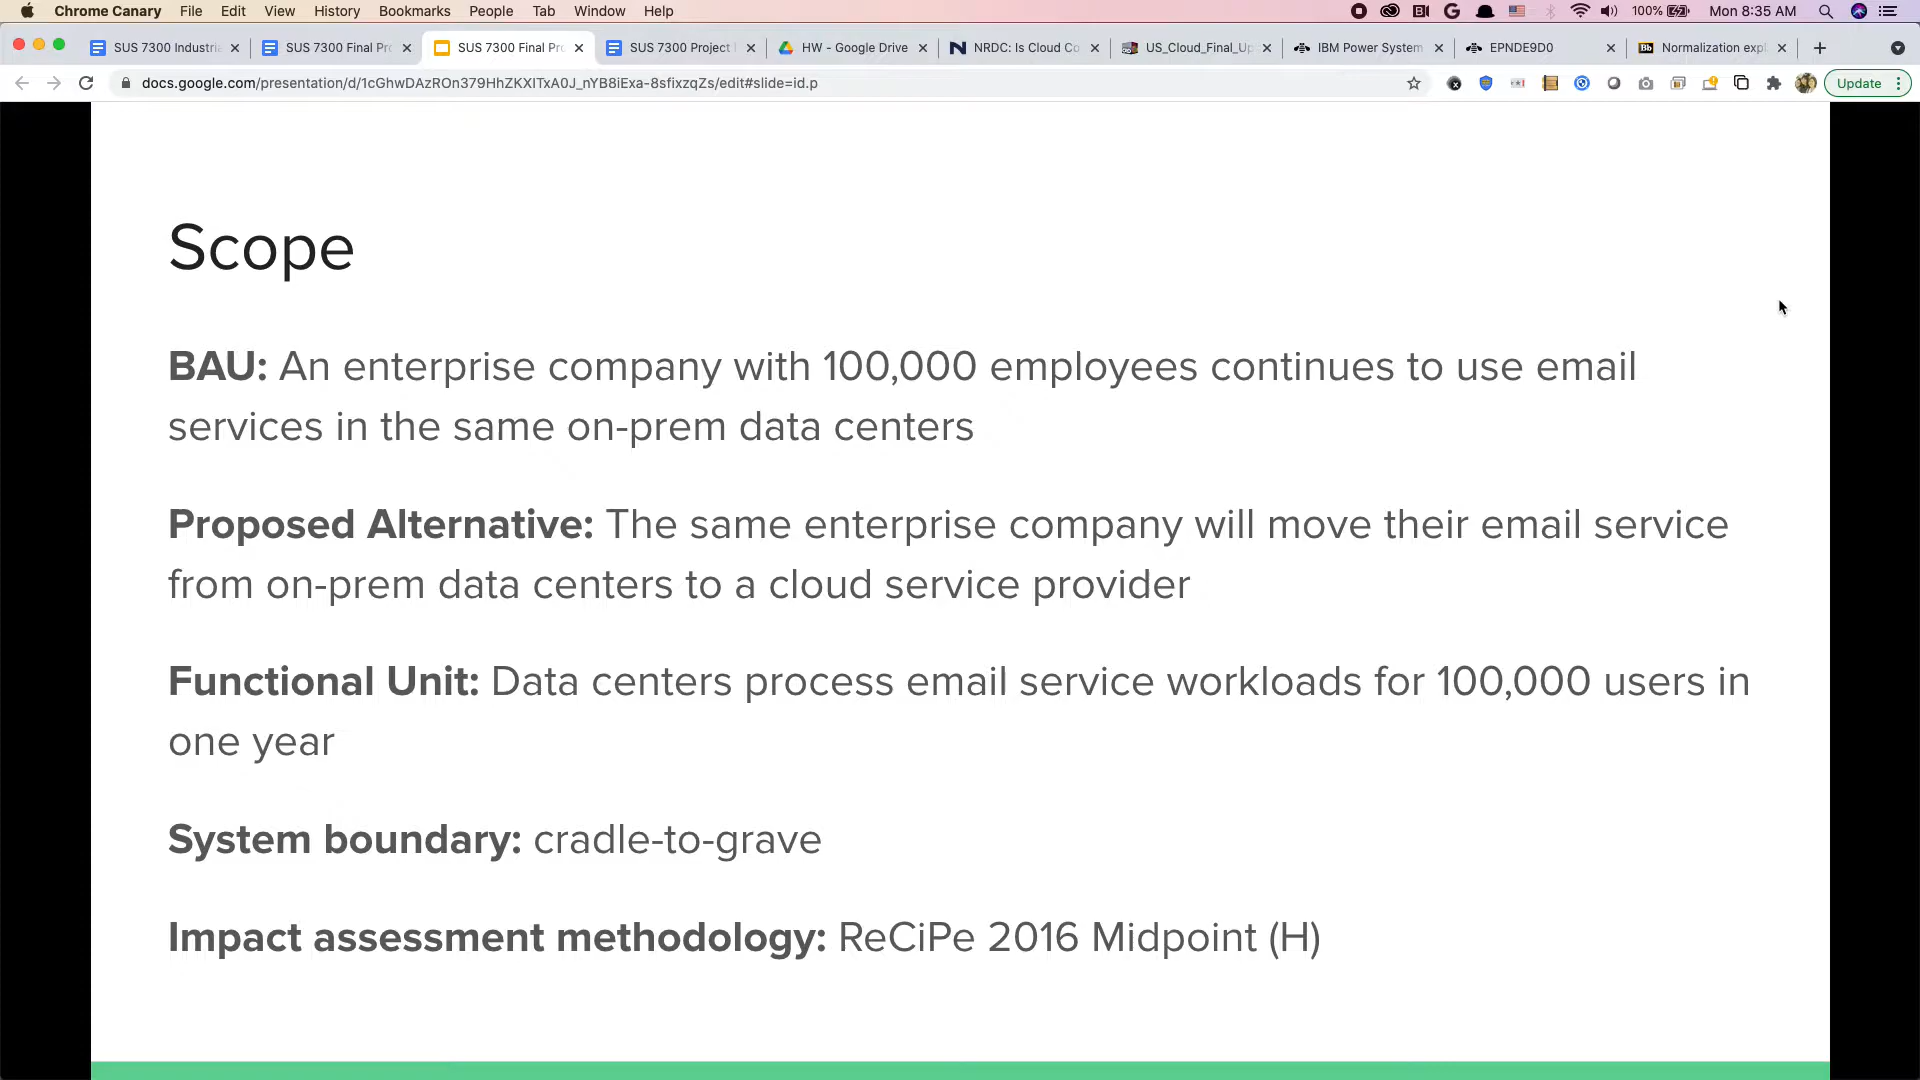 Chrome Canary File Edit View History Bookmarks People Tab Window Help 100% Mon 8:35 AM
SUS 7300 Industria SUS 7300 Final Pro SUS 7300 Final Pro SUS 7300 Project HW - Google Drive NRDC: Is Cloud Co US_Cloud_Final_Up IBM Power System EPNDE9D0 Bb Normalization expl
docs.google.com/presentation/d/1cGhwDAzROn379HhZKXITxA0J_nYB8iExa-8sfixzqZs/edit#slide=id.p Update
Scope
BAU: An enterprise company with 100,000 employees continues to use email
services in the same on-prem data centers
Proposed Alternative: The same enterprise company will move their email service
from on-prem data centers to a cloud service provider
Functional Unit: Data centers process email service workloads for 100,000 users in
one year
System boundary: cradle-to-grave
Impact assessment methodology: ReCiPe 2016 Midpoint (H)